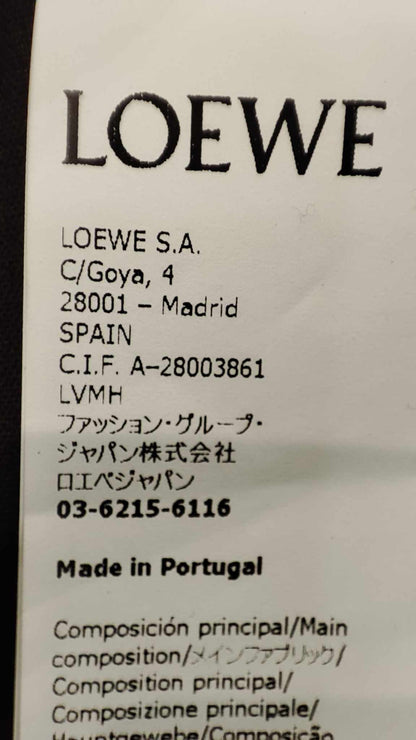 LOEWE
LOEWE S.A.
C/Goya, 4
28001 – Madrid
SPAIN
C.I.F. A–28003861
LVMH
ファッション・グループ・
ジャパン株式会社
ロエベジャパン
03-6215-6116
Made in Portugal
Composición principal/Main
composition/メインファブリック/
Composition principal/
Composizione principale/
Hauptgewebe/Composição